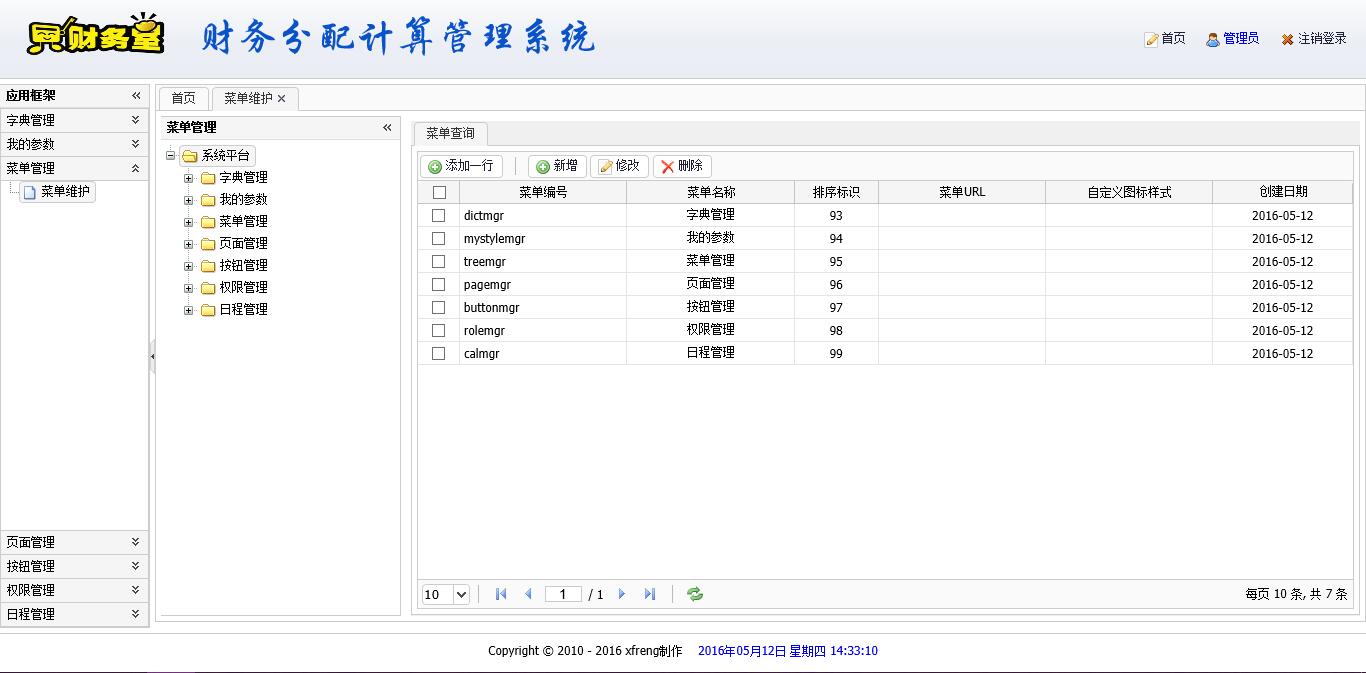 贝财务堂 财务分配计算管理系统
首页 管理员 注销登录
应用框架
字典管理
我的参数
菜单管理
菜单维护
页面管理
按钮管理
权限管理
日程管理
首页 菜单维护
菜单管理
系统平台
字典管理
我的参数
菜单管理
页面管理
按钮管理
权限管理
日程管理
菜单查询
添加一行 新增 修改 删除
菜单编号 菜单名称 排序标识 菜单URL 自定义图标样式 创建日期
dictmgr 字典管理 93 2016-05-12
mystylemgr 我的参数 94 2016-05-12
treemgr 菜单管理 95 2016-05-12
pagemgr 页面管理 96 2016-05-12
buttonmgr 按钮管理 97 2016-05-12
rolemgr 权限管理 98 2016-05-12
calmgr 日程管理 99 2016-05-12
10 1 / 1 每页 10 条, 共 7 条
Copyright © 2010 - 2016 xfreng制作 2016年05月12日 星期四 14:33:10